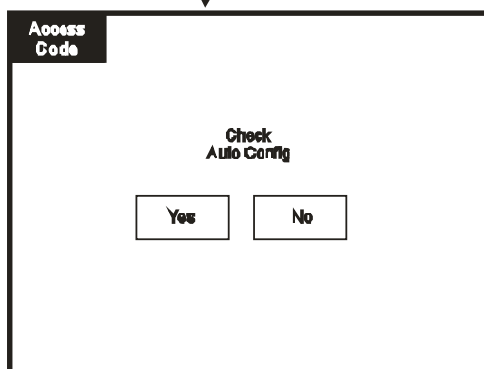 Access
Code
Check
Auto Config
Yes
No